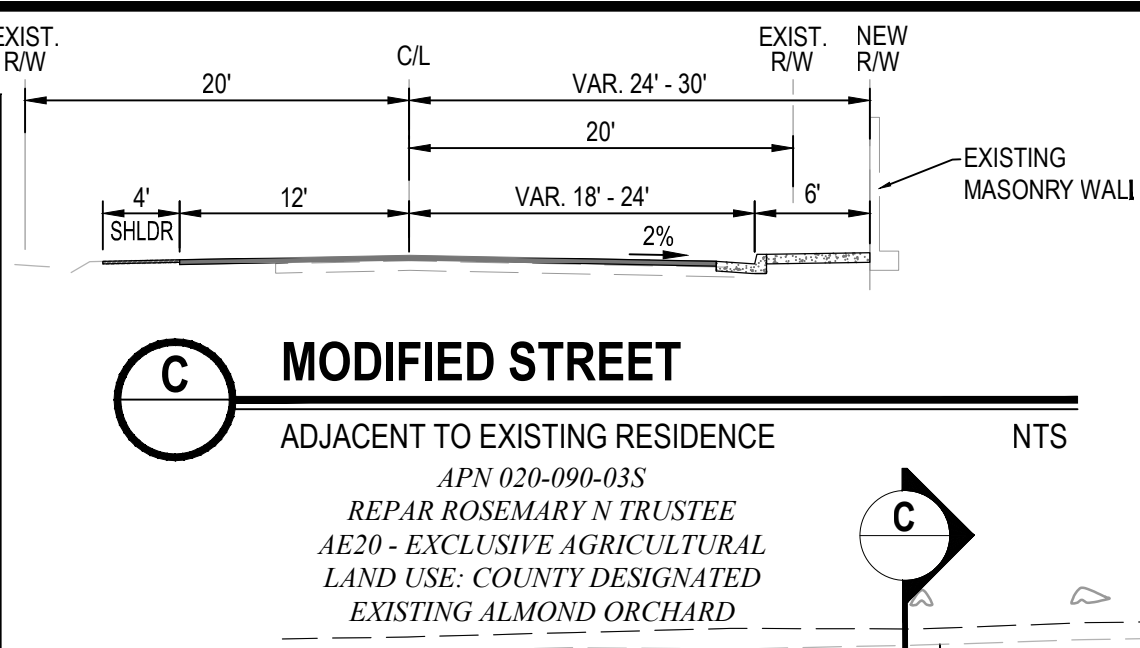 EXIST.
R/W
C/L
EXIST.
R/W
NEW
R/W
20'
VAR. 24' - 30'
20'
EXISTING
MASONRY WALL
4'
12'
VAR. 18' - 24'
6'
SHLDR
2%
C
MODIFIED STREET
ADJACENT TO EXISTING RESIDENCE
NTS
APN 020-090-03S
REPAR ROSEMARY N TRUSTEE
AE20 - EXCLUSIVE AGRICULTURAL
LAND USE: COUNTY DESIGNATED
EXISTING ALMOND ORCHARD
C